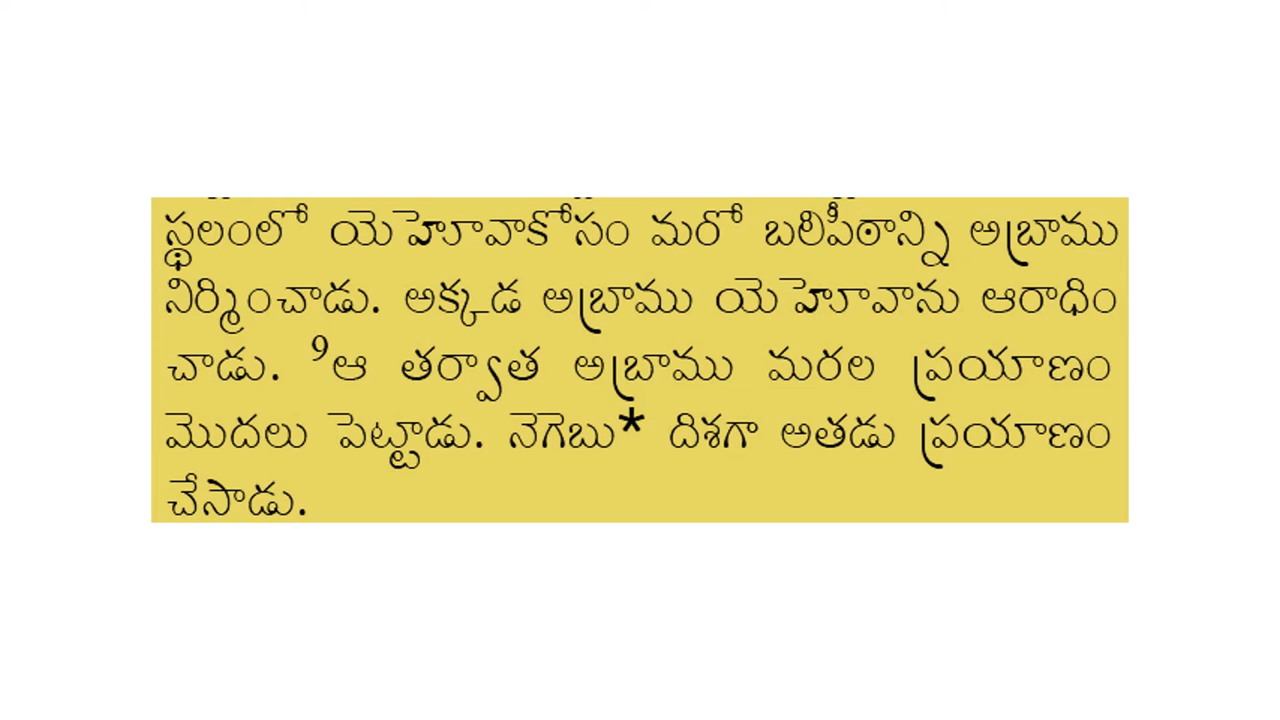 స్థలంలో యెహెూవాకోసం మరో బలిపీఠాన్ని అబ్రాము
నిర్మించాడు. అక్కడ అబ్రాము యెహెూవాను ఆరాధిం
చాడు. 9ఆ తర్వాత అబ్రాము మరల ప్రయాణం
మొదలు పెట్టాడు. నెగెబు* దిశగా అతడు ప్రయాణం
చేసాడు.